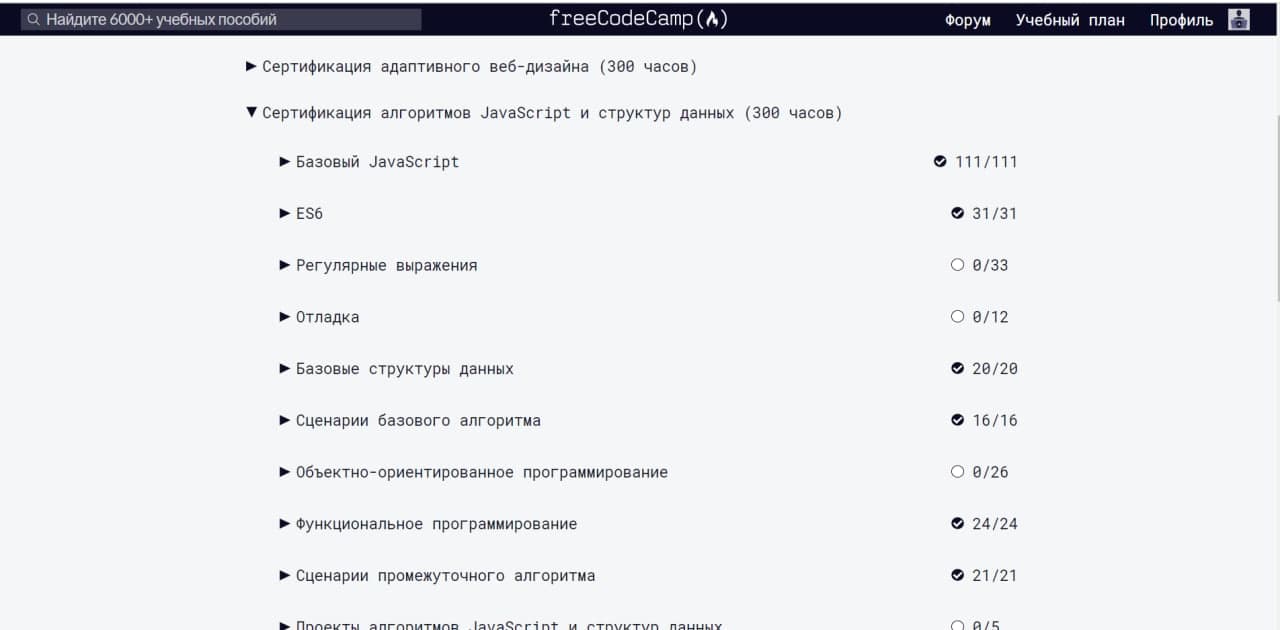 Найдите 6000+ учебных пособий
freeCodeCamp(🔥)
Форум Учебный план Профиль
Сертификация адаптивного веб-дизайна (300 часов)
Сертификация алгоритмов JavaScript и структур данных (300 часов)
Базовый JavaScript 111/111
ES6 31/31
Регулярные выражения 0/33
Отладка 0/12
Базовые структуры данных 20/20
Сценарии базового алгоритма 16/16
Объектно-ориентированное программирование 0/26
Функциональное программирование 24/24
Сценарии промежуточного алгоритма 21/21
Проекты алгоритмов JavaScript и структур данных 0/5